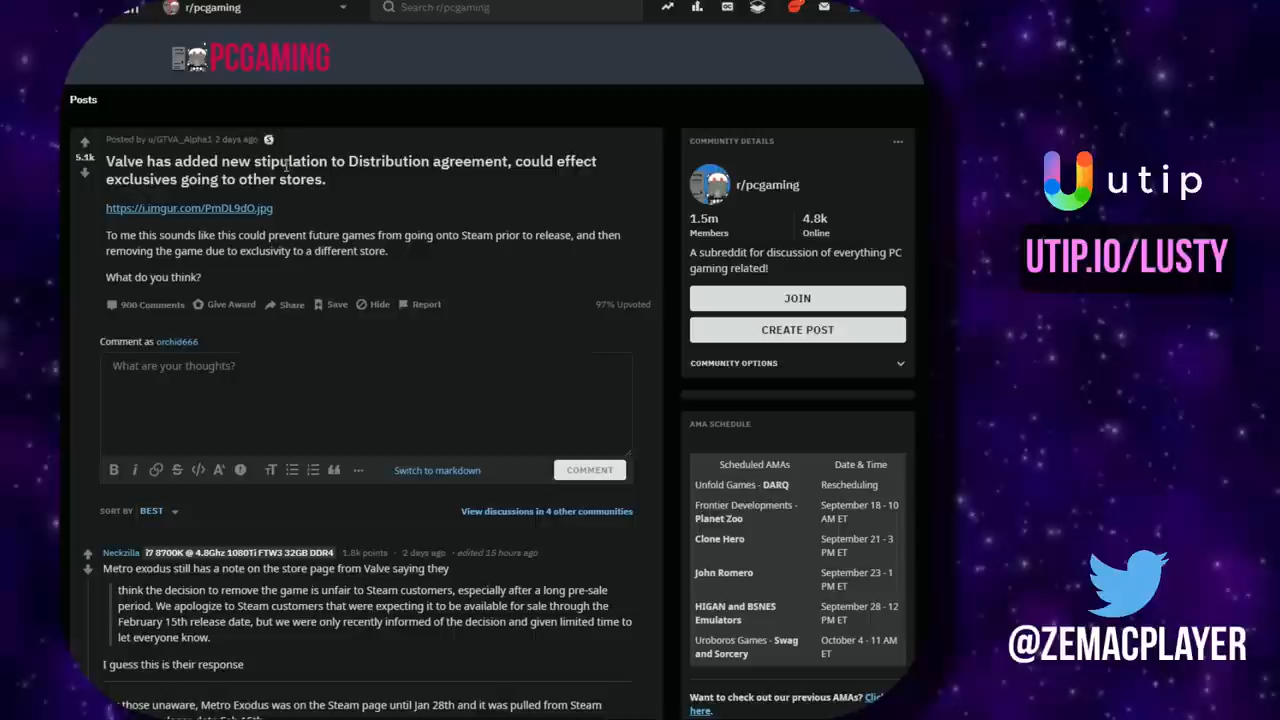 r/pcgaming
Search r/pcgaming
PCGAMING
Posts
Posted by u/GTVA_Alpha1 2 days ago
5.1k
Valve has added new stipulation to Distribution agreement, could effect
exclusives going to other stores.
https://i.imgur.com/PmDL9dO.jpg
To me this sounds like this could prevent future games from going onto Steam prior to release, and then
removing the game due to exclusivity to a different store.
What do you think?
900 Comments Give Award Share Save Hide Report 97% Upvoted
Comment as orchid666
What are your thoughts?
Switch to markdown
COMMENT
SORT BY BEST
View discussions in 4 other communities
Neckzilla i7 8700K @ 4.8Ghz 1080Ti FTW3 32GB DDR4 1.8k points · 2 days ago · edited 15 hours ago
Metro exodus still has a note on the store page from Valve saying they
think the decision to remove the game is unfair to Steam customers, especially after a long pre-sale
period. We apologize to Steam customers that were expecting it to be available for sale through the
February 15th release date, but we were only recently informed of the decision and given limited time to
let everyone know.
I guess this is their response
those unaware, Metro Exodus was on the Steam page until Jan 28th and it was pulled from Steam
COMMUNITY DETAILS
r/pcgaming
1.5m 4.8k
Members Online
A subreddit for discussion of everything PC
gaming related!
JOIN
CREATE POST
COMMUNITY OPTIONS
AMA SCHEDULE
Scheduled AMAs Date & Time
Unfold Games - DARQ Rescheduling
Frontier Developments - September 18 - 10
Planet Zoo AM ET
Clone Hero September 21 - 3
PM ET
John Romero September 23 - 1
PM ET
HIGAN and BSNES September 28 - 12
Emulators PM ET
Uroboros Games - Swag October 4 - 11 AM
and Sorcery ET
Want to check out our previous AMAs? Clic
here.
utip
UTIP.IO/LUSTY
@ZEMACPLAYER